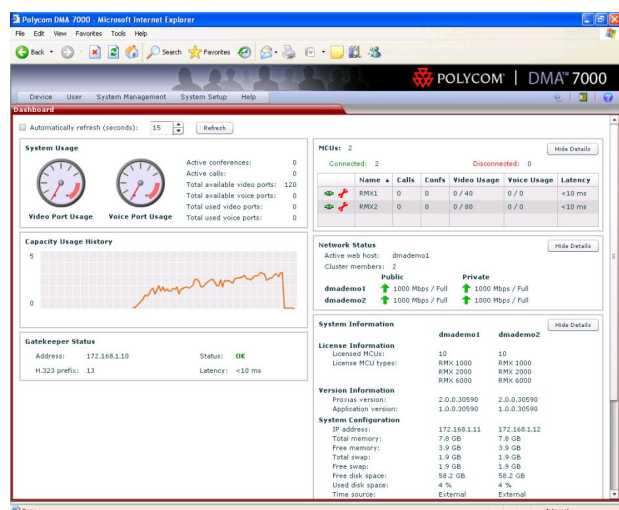 Polycom DMA 7000 - Microsoft Internet Explorer
File Edit View Favorites Tools Help
Back Search Favorites
POLYCOM® | DMA™ 7000
Device User System Management System Setup Help
Dashboard
Automatically refresh (seconds): 15 Refresh
System Usage
Video Port Usage Voice Port Usage
Active conferences: 0
Active calls: 0
Total available video ports: 120
Total available voice ports: 0
Total used video ports: 0
Total used voice ports: 0
Capacity Usage History
5
0
Gatekeeper Status
Address: 172.168.1.10 Status: OK
H.323 prefix: 13 Latency: <10 ms
MCUs: 2 Hide Details
Connected: 2 Disconnected: 0
Name Calls Confs Video Usage Voice Usage Latency
RMX1 0 0 0 / 40 0 / 0 <10 ms
RMX2 0 0 0 / 80 0 / 0 <10 ms
Network Status Hide Details
Active web host: dmademo1
Cluster members: 2
Public Private
dmademo1 1000 Mbps / Full 1000 Mbps / Full
dmademo2 1000 Mbps / Full 1000 Mbps / Full
System Information Hide Details
dmademo1 dmademo2
License Information
Licensed MCUs: 10 10
License MCU types: RMX 1000 RMX 1000
RMX 2000 RMX 2000
RMX 6000 RMX 6000
Version Information
Proxias version: 2.0.0.30590 2.0.0.30590
Application version: 1.0.0.30590 1.0.0.30590
System Configuration
IP address: 172.168.1.11 172.168.1.12
Total memory: 7.8 GB 7.8 GB
Free memory: 3.9 GB 3.9 GB
Total swap: 1.9 GB 1.9 GB
Free swap: 1.9 GB 1.9 GB
Free disk space: 58.2 GB 58.2 GB
Used disk space: 4 % 4 %
Time source: External External